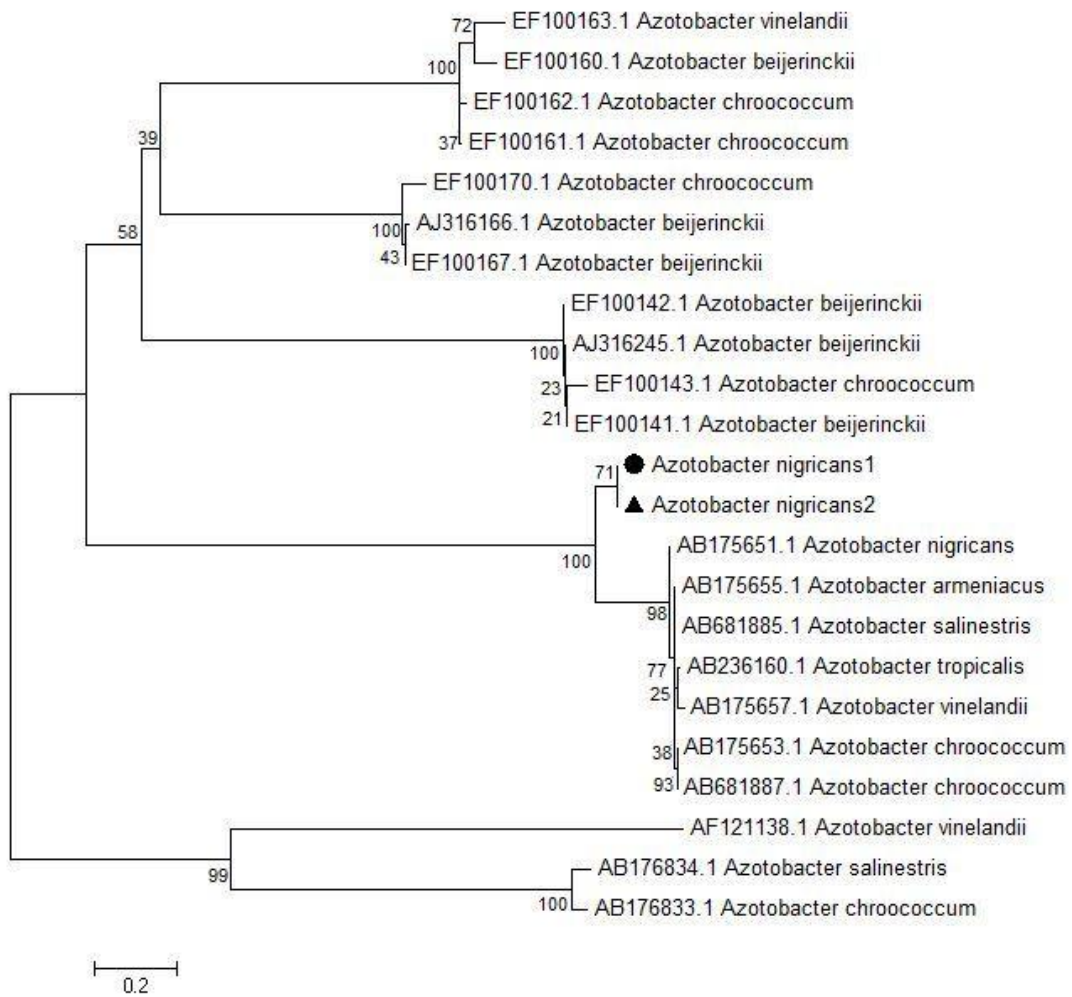 72
EF100163.1 Azotobacter vinelandii
EF100160.1 Azotobacter beijerinckii
100
EF100162.1 Azotobacter chroococcum
37
EF100161.1 Azotobacter chroococcum
39
EF100170.1 Azotobacter chroococcum
100
AJ316166.1 Azotobacter beijerinckii
43
EF100167.1 Azotobacter beijerinckii
58
EF100142.1 Azotobacter beijerinckii
100
AJ316245.1 Azotobacter beijerinckii
23
EF100143.1 Azotobacter chroococcum
21
EF100141.1 Azotobacter beijerinckii
71
Azotobacter nigricans1
Azotobacter nigricans2
100
AB175651.1 Azotobacter nigricans
AB175655.1 Azotobacter armeniacus
98
AB681885.1 Azotobacter salinestris
77
AB236160.1 Azotobacter tropicalis
25
AB175657.1 Azotobacter vinelandii
38
AB175653.1 Azotobacter chroococcum
93
AB681887.1 Azotobacter chroococcum
AF121138.1 Azotobacter vinelandii
99
AB176834.1 Azotobacter salinestris
100
AB176833.1 Azotobacter chroococcum
0.2